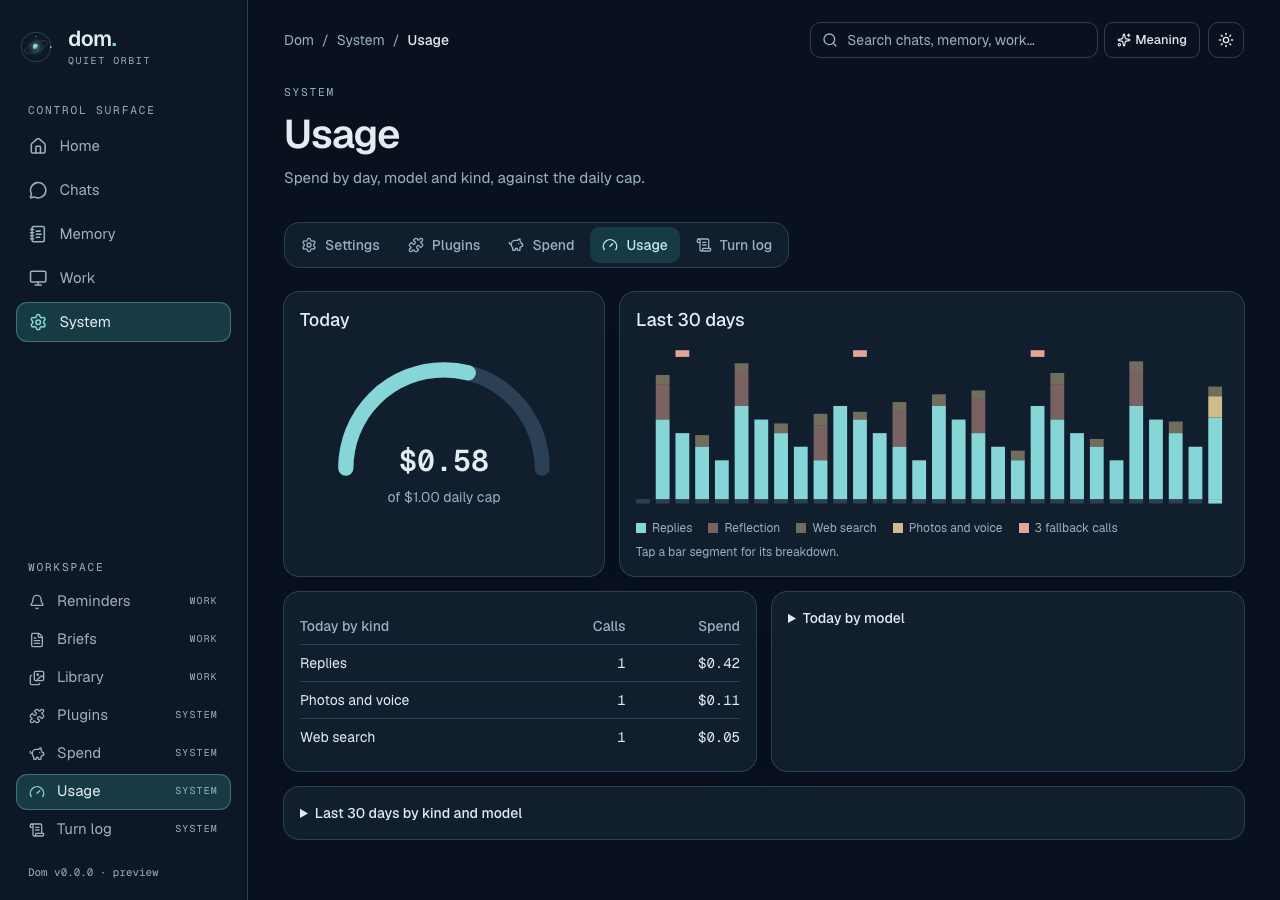 dom.
QUIET ORBIT
CONTROL SURFACE
Home
Chats
Memory
Work
System
WORKSPACE
Reminders WORK
Briefs WORK
Library WORK
Plugins SYSTEM
Spend SYSTEM
Usage SYSTEM
Turn log SYSTEM
Dom v0.0.0 · preview
Dom / System / Usage
Search chats, memory, work…
Meaning
SYSTEM
Usage
Spend by day, model and kind, against the daily cap.
Settings Plugins Spend Usage Turn log
Today
$0.58
of $1.00 daily cap
Last 30 days
Replies Reflection Web search Photos and voice 3 fallback calls
Tap a bar segment for its breakdown.
Today by kind Calls Spend
Replies 1 $0.42
Photos and voice 1 $0.11
Web search 1 $0.05
Today by model
Last 30 days by kind and model